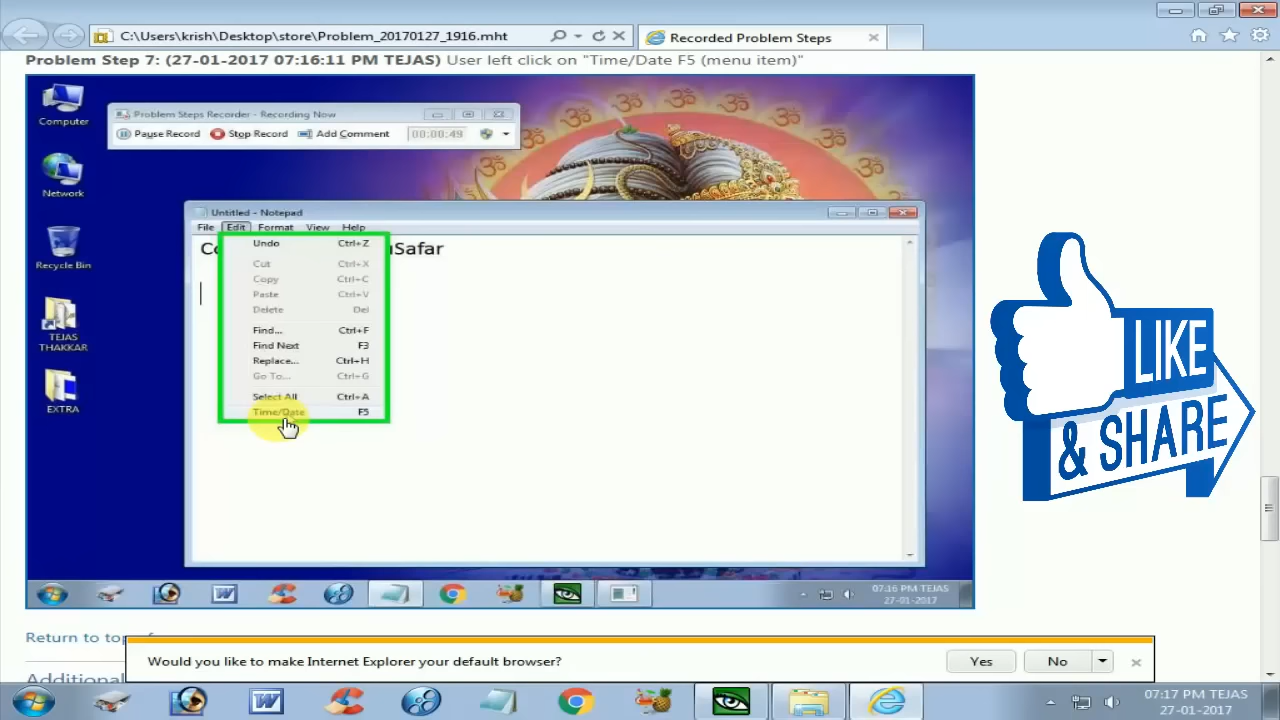 C:\Users\krish\Desktop\store\Problem_20170127_1916.mht
Recorded Problem Steps
Problem Step 7: (27-01-2017 07:16:11 PM TEJAS) User left click on "Time/Date F5 (menu item)"
Computer
Network
Recycle Bin
TEJAS
THAKKAR
EXTRA
Problem Steps Recorder - Recording Now
Pause Record Stop Record Add Comment 00:00:49
Untitled - Notepad
File Edit Format View Help
Co
uSafar
Undo Ctrl+Z
Cut Ctrl+X
Copy Ctrl+C
Paste Ctrl+V
Delete Del
Find... Ctrl+F
Find Next F3
Replace... Ctrl+H
Go To... Ctrl+G
Select All Ctrl+A
Time/Date F5
07:16 PM TEJAS
27-01-2017
LIKE
& SHARE
Return to top
Additional
Would you like to make Internet Explorer your default browser? Yes No
07:17 PM TEJAS
27-01-2017